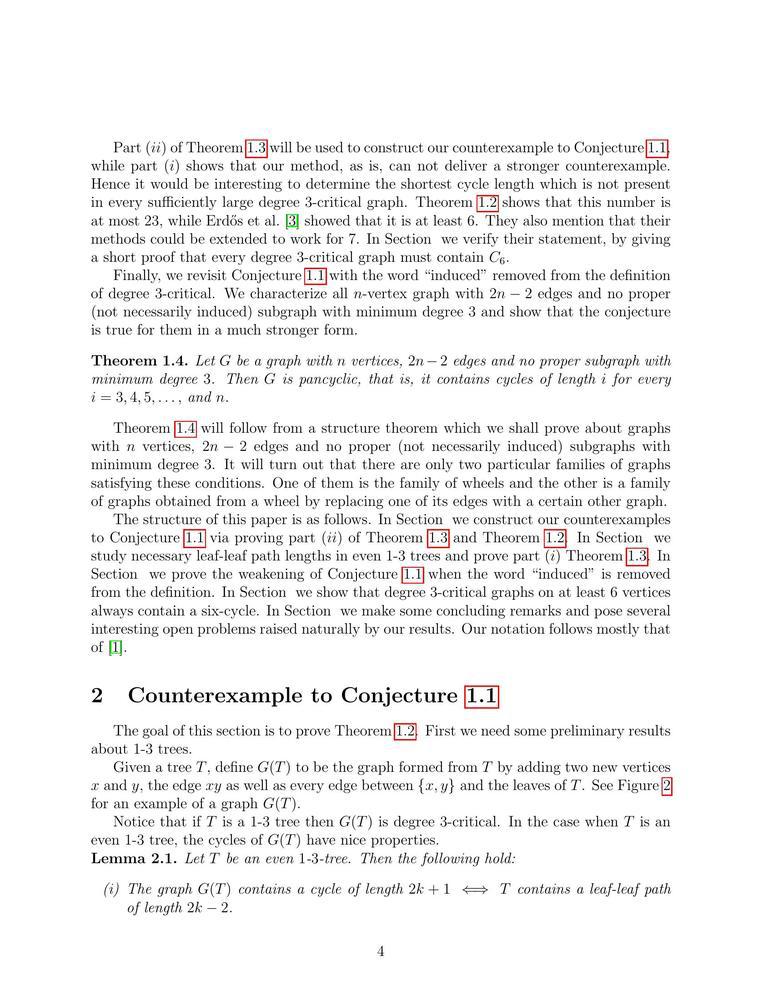 Part (ii) of Theorem 1.3 will be used to construct our counterexample to Conjecture 1.1,
while part (i) shows that our method, as is, can not deliver a stronger counterexample.
Hence it would be interesting to determine the shortest cycle length which is not present
in every sufficiently large degree 3-critical graph. Theorem 1.2 shows that this number is
at most 23, while Erdős et al. [3] showed that it is at least 6. They also mention that their
methods could be extended to work for 7. In Section we verify their statement, by giving
a short proof that every degree 3-critical graph must contain C₆.
Finally, we revisit Conjecture 1.1 with the word “induced” removed from the definition
of degree 3-critical. We characterize all n-vertex graph with 2n − 2 edges and no proper
(not necessarily induced) subgraph with minimum degree 3 and show that the conjecture
is true for them in a much stronger form.
Theorem 1.4. Let G be a graph with n vertices, 2n−2 edges and no proper subgraph with
minimum degree 3. Then G is pancyclic, that is, it contains cycles of length i for every
i = 3, 4, 5, . . . , and n.
Theorem 1.4 will follow from a structure theorem which we shall prove about graphs
with n vertices, 2n − 2 edges and no proper (not necessarily induced) subgraphs with
minimum degree 3. It will turn out that there are only two particular families of graphs
satisfying these conditions. One of them is the family of wheels and the other is a family
of graphs obtained from a wheel by replacing one of its edges with a certain other graph.
The structure of this paper is as follows. In Section we construct our counterexamples
to Conjecture 1.1 via proving part (ii) of Theorem 1.3 and Theorem 1.2. In Section we
study necessary leaf-leaf path lengths in even 1-3 trees and prove part (i) Theorem 1.3. In
Section we prove the weakening of Conjecture 1.1 when the word “induced” is removed
from the definition. In Section we show that degree 3-critical graphs on at least 6 vertices
always contain a six-cycle. In Section we make some concluding remarks and pose several
interesting open problems raised naturally by our results. Our notation follows mostly that
of [1].
2 Counterexample to Conjecture 1.1
The goal of this section is to prove Theorem 1.2. First we need some preliminary results
about 1-3 trees.
Given a tree T, define G(T) to be the graph formed from T by adding two new vertices
x and y, the edge xy as well as every edge between {x, y} and the leaves of T. See Figure 2
for an example of a graph G(T).
Notice that if T is a 1-3 tree then G(T) is degree 3-critical. In the case when T is an
even 1-3 tree, the cycles of G(T) have nice properties.
Lemma 2.1. Let T be an even 1-3-tree. Then the following hold:
(i) The graph G(T) contains a cycle of length 2k + 1 ⟺ T contains a leaf-leaf path
of length 2k − 2.
4